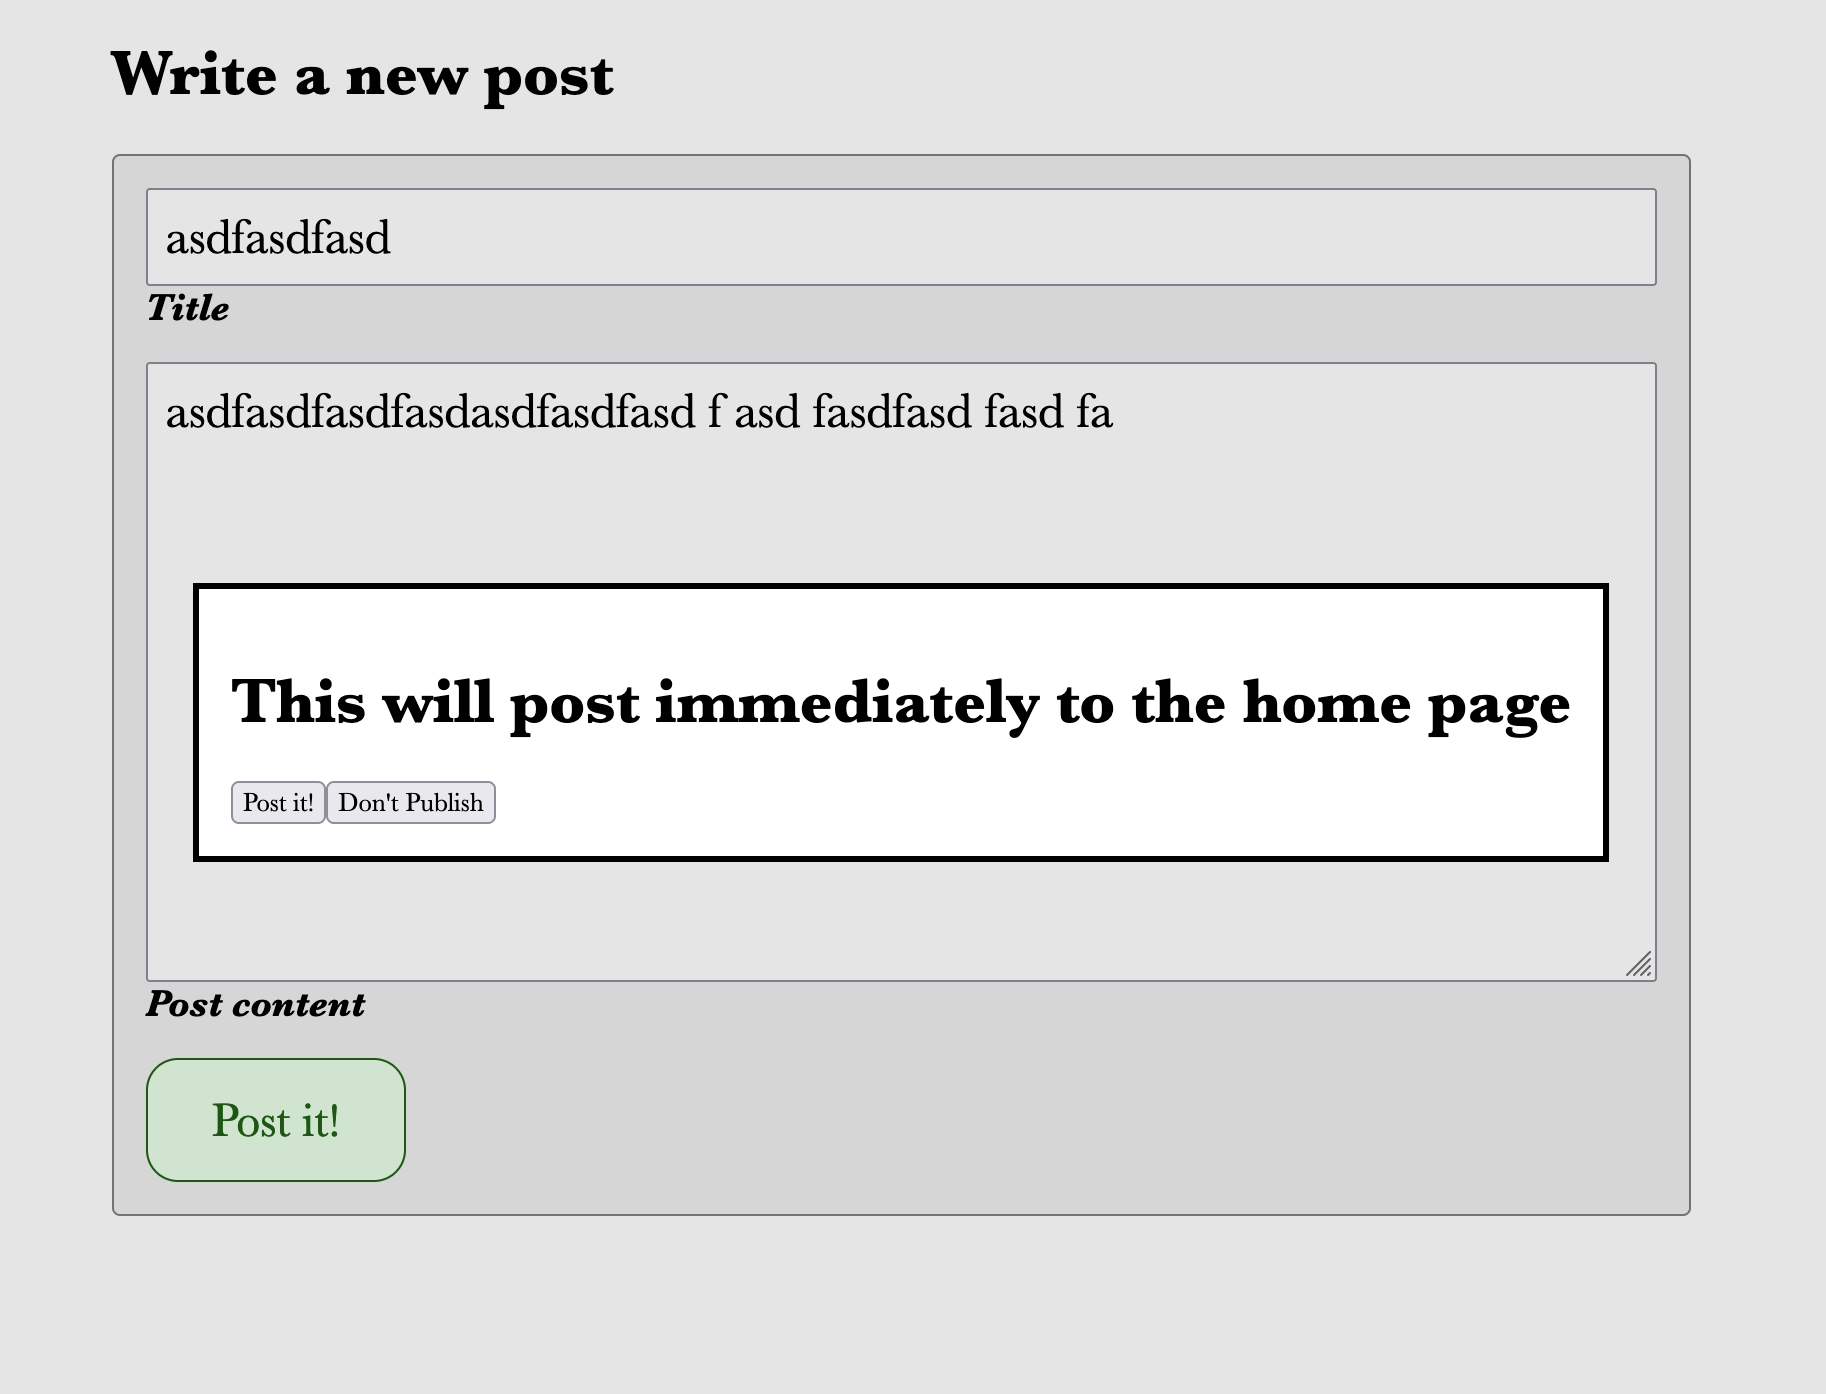 Write a new post
asdfasdfasd
Title
asdfasdfasdfasdasdfasdfasd f asd fasdfasd fasd fa
This will post immediately to the home page
Post it! Don't Publish
Post content
Post it!